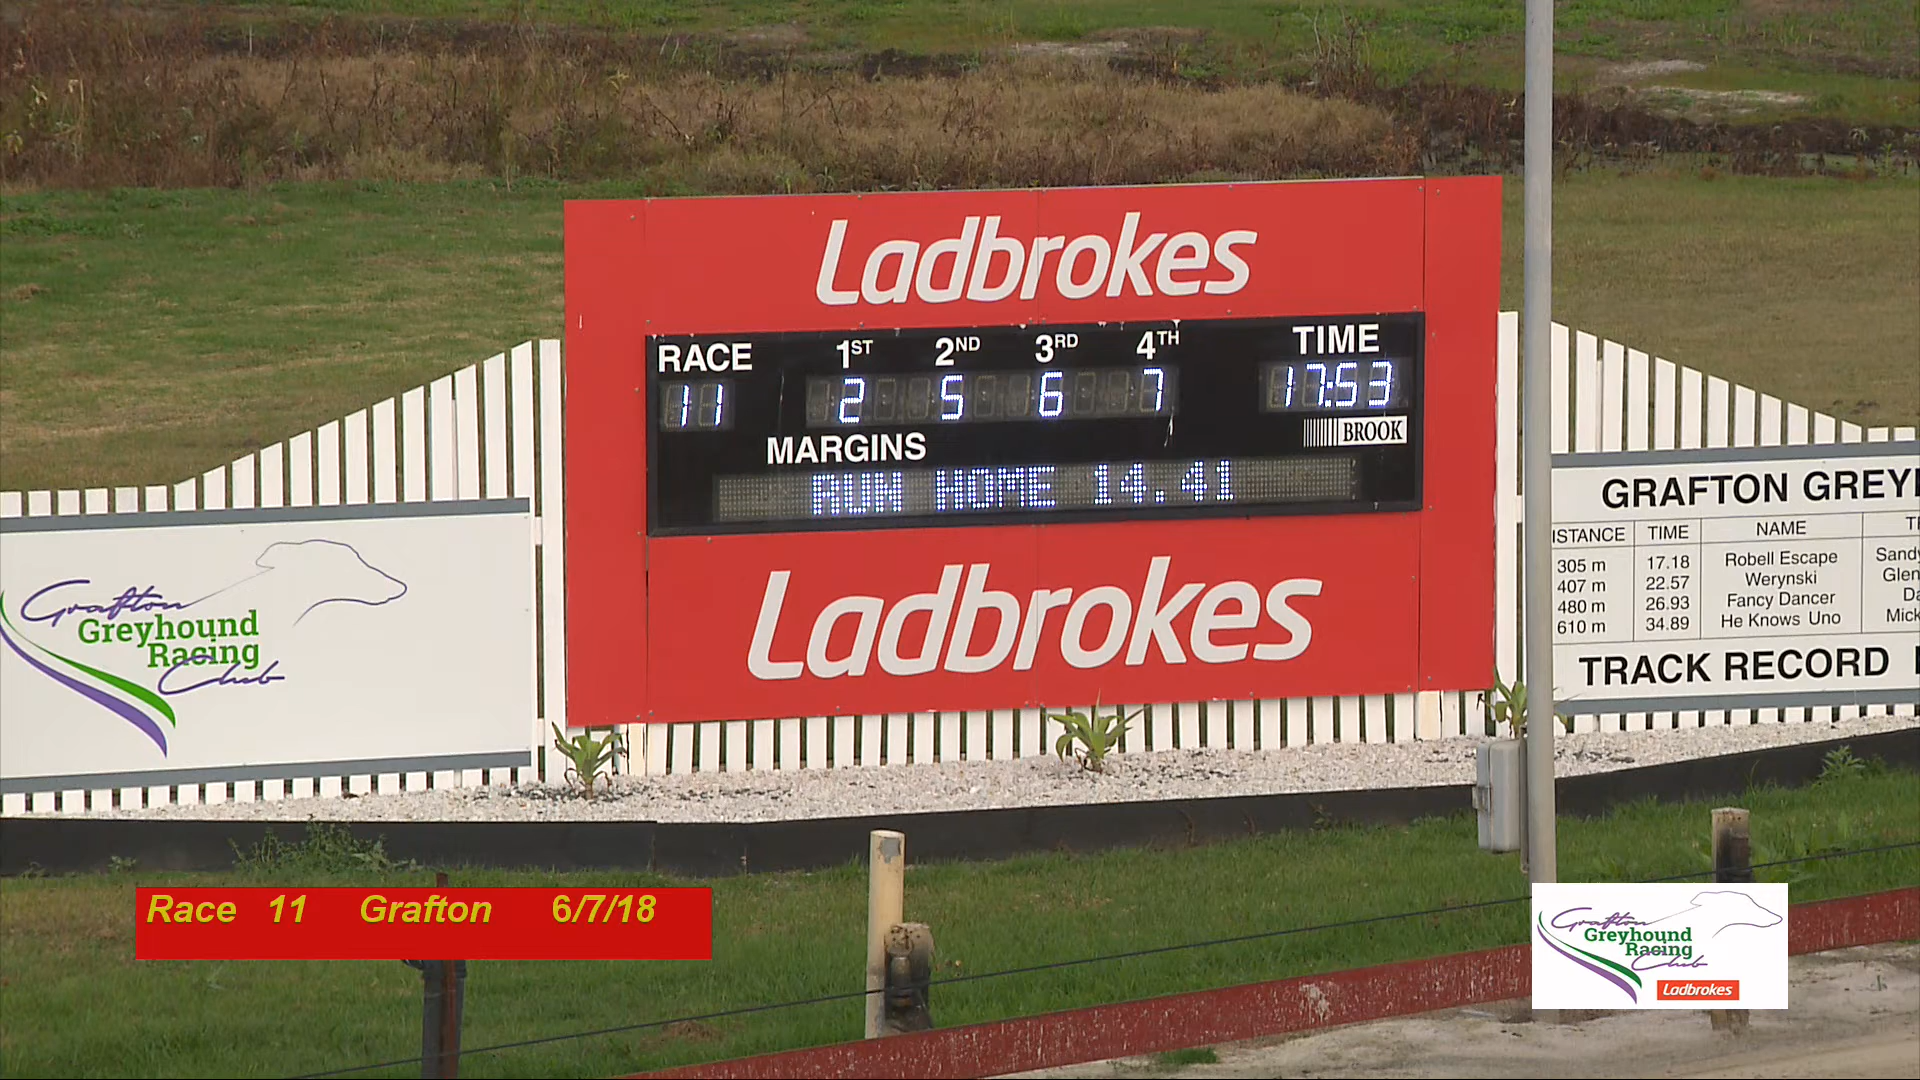 Ladbrokes
RACE 1ST 2ND 3RD 4TH TIME
11 2 5 6 7 17:53
BROOK
MARGINS
RUN HOME 14.41
Ladbrokes
Grafton
Greyhound
Racing
Club
GRAFTON GREY
ISTANCE TIME NAME
305 m 17.18 Robell Escape Sandy
407 m 22.57 Werynski Glen
480 m 26.93 Fancy Dancer Da
610 m 34.89 He Knows Uno Mick
TRACK RECORD
Race 11 Grafton 6/7/18
Grafton
Greyhound
Racing
Club
Ladbrokes